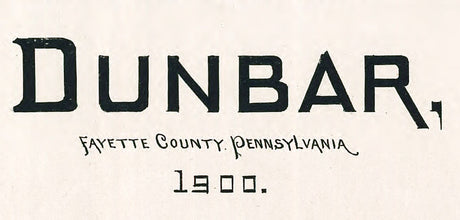 DUNBAR,
FAYETTE COUNTY. PENNSYLVANIA
1900.